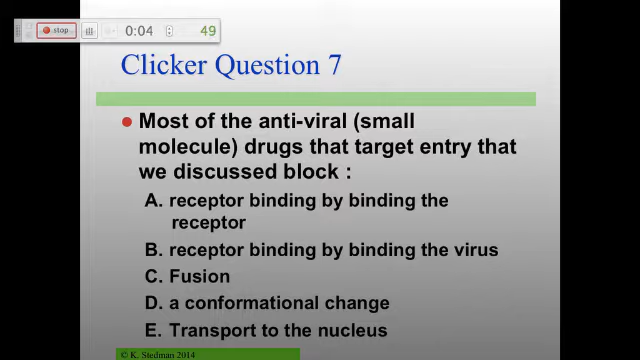 stop
0:04
49
Clicker Question 7
Most of the anti-viral (small
molecule) drugs that target entry that
we discussed block :
A. receptor binding by binding the
receptor
B. receptor binding by binding the virus
C. Fusion
D. a conformational change
E. Transport to the nucleus
© K. Stedman 2014